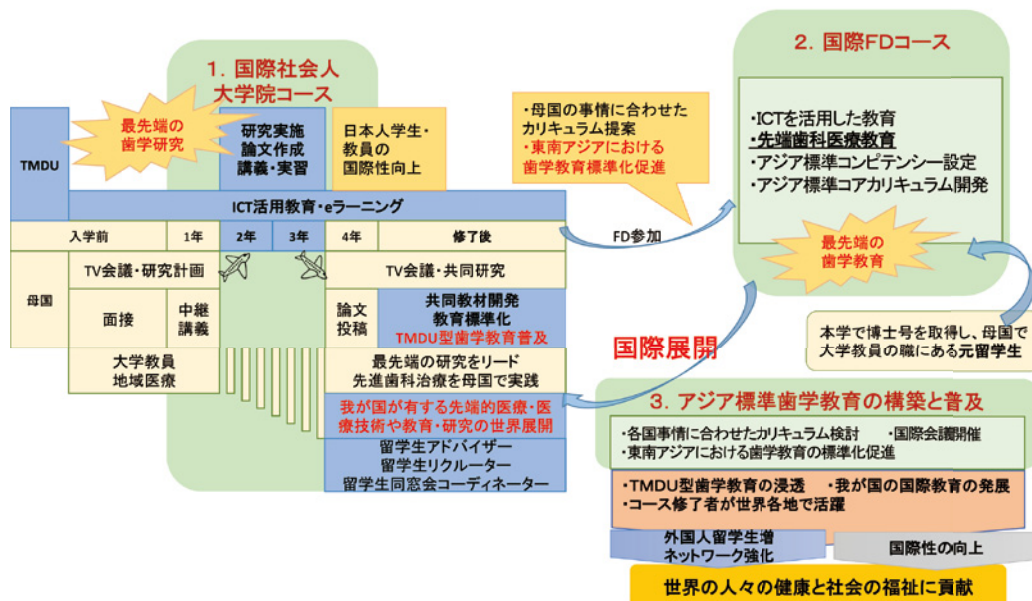 1．国際社会人
大学院コース
最先端の
歯学研究
TMDU
研究実施
論文作成
講義・実習
日本人学生・
教員の
国際性向上
ICT活用教育・eラーニング
入学前
1年
2年
3年
4年
修了後
母国
TV会議・研究計画
TV会議・共同研究
面接
中継
講義
論文
投稿
共同教材開発
教育標準化
TMDU型歯学教育普及
大学教員
地域医療
最先端の研究をリード
先進歯科治療を母国で実践
我が国が有する先端的医療・医
療技術や教育・研究の世界展開
留学生アドバイザー
留学生リクルーター
留学生同窓会コーディネーター
・母国の事情に合わせた
カリキュラム提案
・東南アジアにおける
歯学教育標準化促進
FD参加
2．国際FDコース
・ICTを活用した教育
・先端歯科医療教育
・アジア標準コンピテンシー設定
・アジア標準コアカリキュラム開発
最先端の
歯学教育
本学で博士号を取得し、母国で
大学教員の職にある元留学生
国際展開
3．アジア標準歯学教育の構築と普及
・各国事情に合わせたカリキュラム検討　・国際会議開催
・東南アジアにおける歯学教育の標準化促進
・TMDU型歯学教育の浸透　・我が国の国際教育の発展
・コース修了者が世界各地で活躍
外国人留学生増
ネットワーク強化
国際性の向上
世界の人々の健康と社会の福祉に貢献